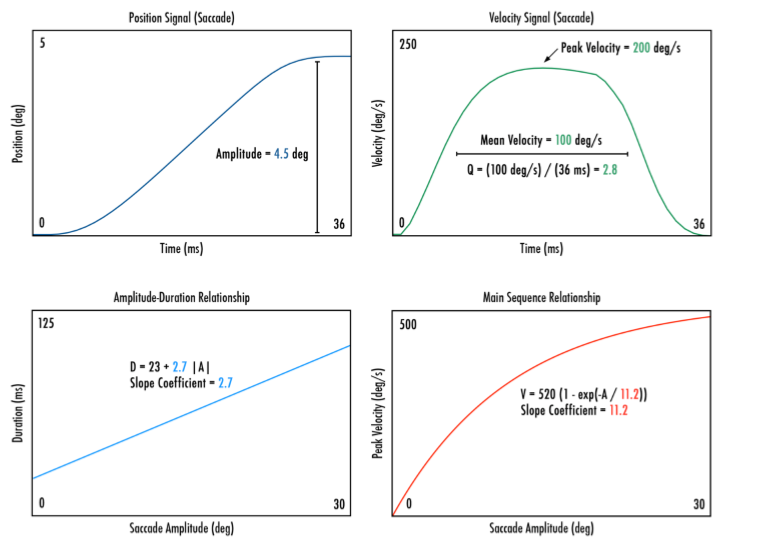 Position Signal (Saccade)
5
Position (deg)
Amplitude = 4.5 deg
0
36
Time (ms)
Velocity Signal (Saccade)
250
Peak Velocity = 200 deg/s
Velocity (deg/s)
Mean Velocity = 100 deg/s
Q = (100 deg/s) / (36 ms) = 2.8
0
36
Time (ms)
Amplitude-Duration Relationship
125
D = 23 + 2.7 |A|
Slope Coefficient = 2.7
Duration (ms)
0
30
Saccade Amplitude (deg)
Main Sequence Relationship
500
Peak Velocity (deg/s)
V = 520 (1 - exp(-A / 11.2))
Slope Coefficient = 11.2
0
30
Saccade Amplitude (deg)